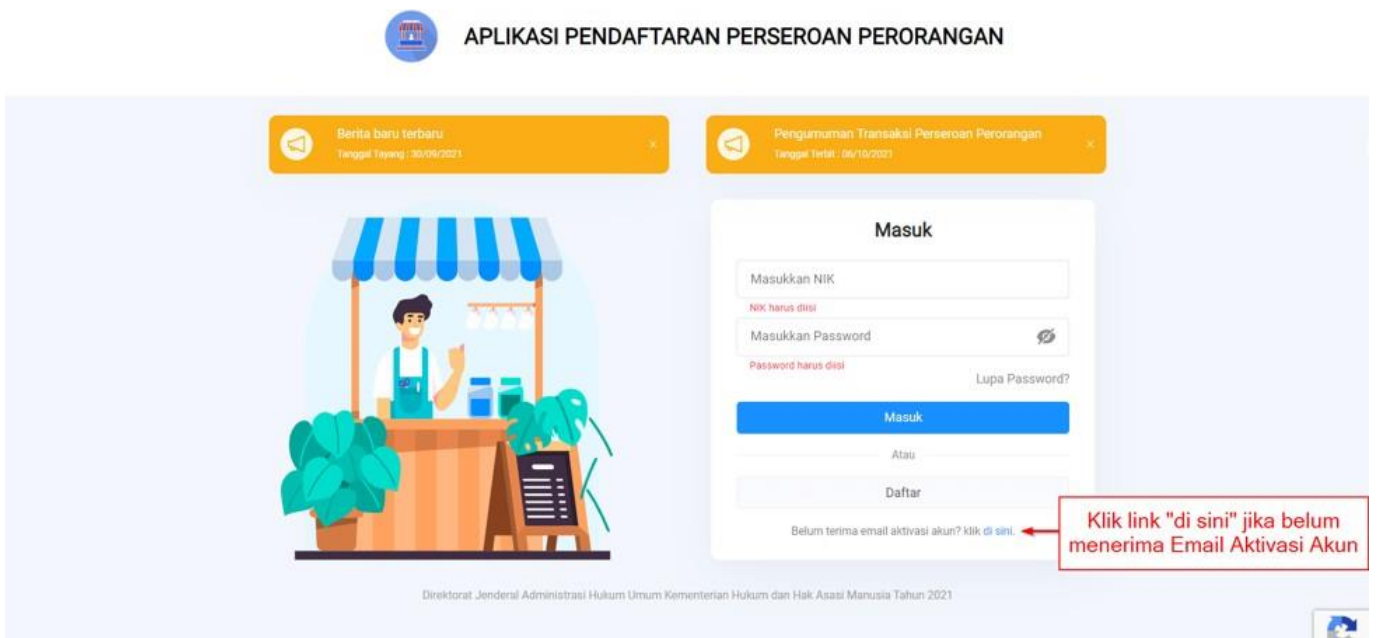 APLIKASI PENDAFTARAN PERSEROAN PERORANGAN
Berita baru terbaru
Tanggal Tayang : 30/09/2021
Pengumuman Transaksi Perseroan Perorangan
Tanggal Terbit : 06/10/2021
Masuk
Masukkan NIK
NIK harus diisi
Masukkan Password
Password harus diisi
Lupa Password?
Masuk
Atau
Daftar
Belum terima email aktivasi akun? klik di sini.
Klik link "di sini" jika belum
menerima Email Aktivasi Akun
Direktorat Jenderal Administrasi Hukum Umum Kementerian Hukum dan Hak Asasi Manusia Tahun 2021